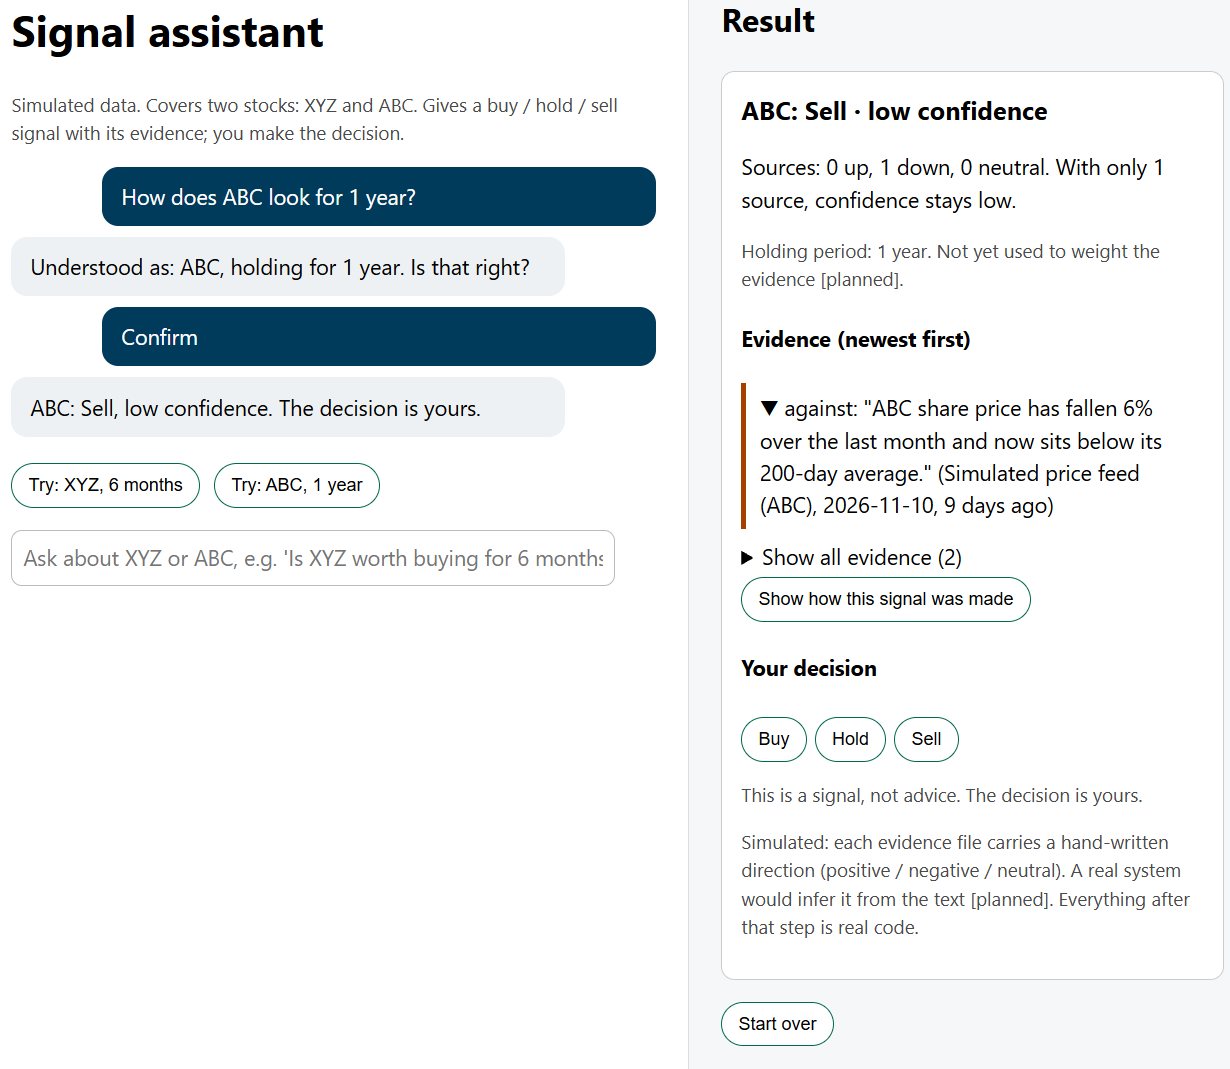 Signal assistant
Simulated data. Covers two stocks: XYZ and ABC. Gives a buy / hold / sell
signal with its evidence; you make the decision.
How does ABC look for 1 year?
Understood as: ABC, holding for 1 year. Is that right?
Confirm
ABC: Sell, low confidence. The decision is yours.
Try: XYZ, 6 months
Try: ABC, 1 year
Ask about XYZ or ABC, e.g. 'Is XYZ worth buying for 6 months
Result
ABC: Sell · low confidence
Sources: 0 up, 1 down, 0 neutral. With only 1
source, confidence stays low.
Holding period: 1 year. Not yet used to weight the
evidence [planned].
Evidence (newest first)
▼ against: "ABC share price has fallen 6%
over the last month and now sits below its
200-day average." (Simulated price feed
(ABC), 2026-11-10, 9 days ago)
▶ Show all evidence (2)
Show how this signal was made
Your decision
Buy
Hold
Sell
This is a signal, not advice. The decision is yours.
Simulated: each evidence file carries a hand-written
direction (positive / negative / neutral). A real system
would infer it from the text [planned]. Everything after
that step is real code.
Start over